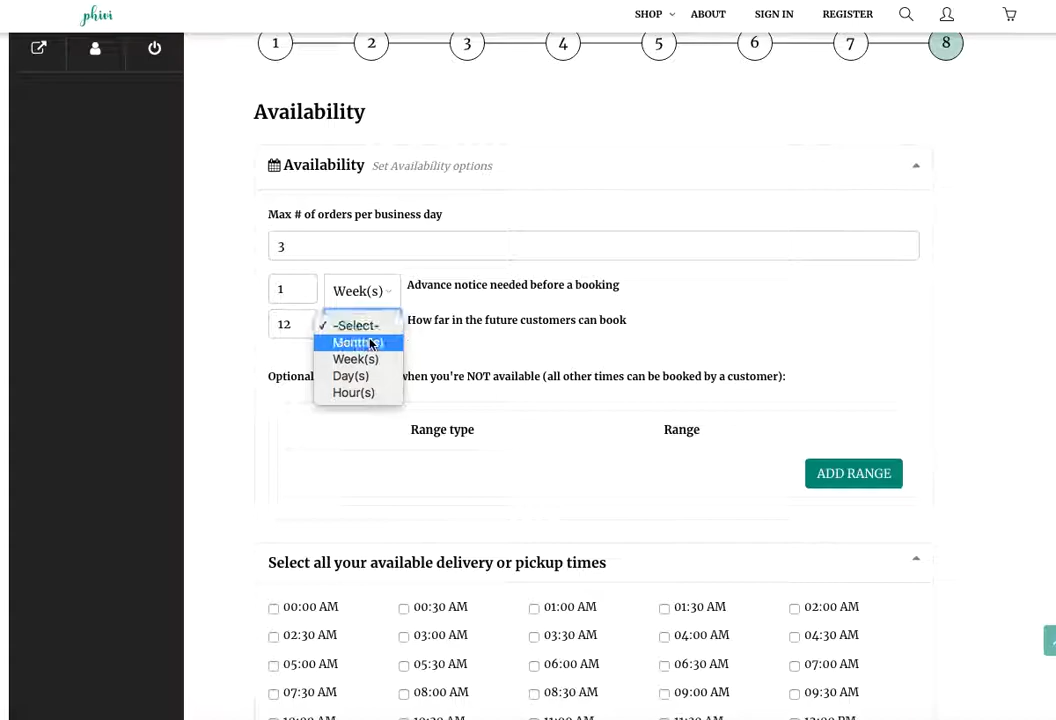 phivi
SHOP ABOUT SIGN IN REGISTER
1 2 3 4 5 6 7 8
Availability
Availability Set Availability options
Max # of orders per business day
3
1 Week(s) Advance notice needed before a booking
12 How far in the future customers can book
✓ -Select-
Month(s)
Week(s)
Day(s)
Hour(s)
Optional when you're NOT available (all other times can be booked by a customer):
Range type Range
ADD RANGE
Select all your available delivery or pickup times
00:00 AM 00:30 AM 01:00 AM 01:30 AM 02:00 AM
02:30 AM 03:00 AM 03:30 AM 04:00 AM 04:30 AM
05:00 AM 05:30 AM 06:00 AM 06:30 AM 07:00 AM
07:30 AM 08:00 AM 08:30 AM 09:00 AM 09:30 AM